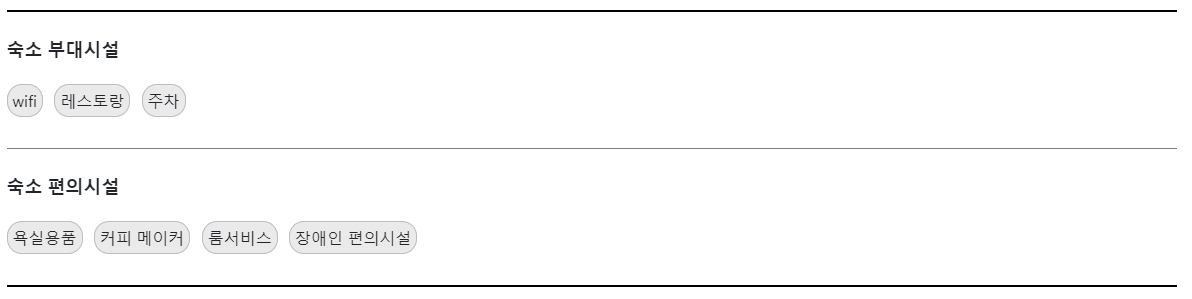 숙소 부대시설
wifi 레스토랑 주차
숙소 편의시설
욕실용품 커피 메이커 룸서비스 장애인 편의시설